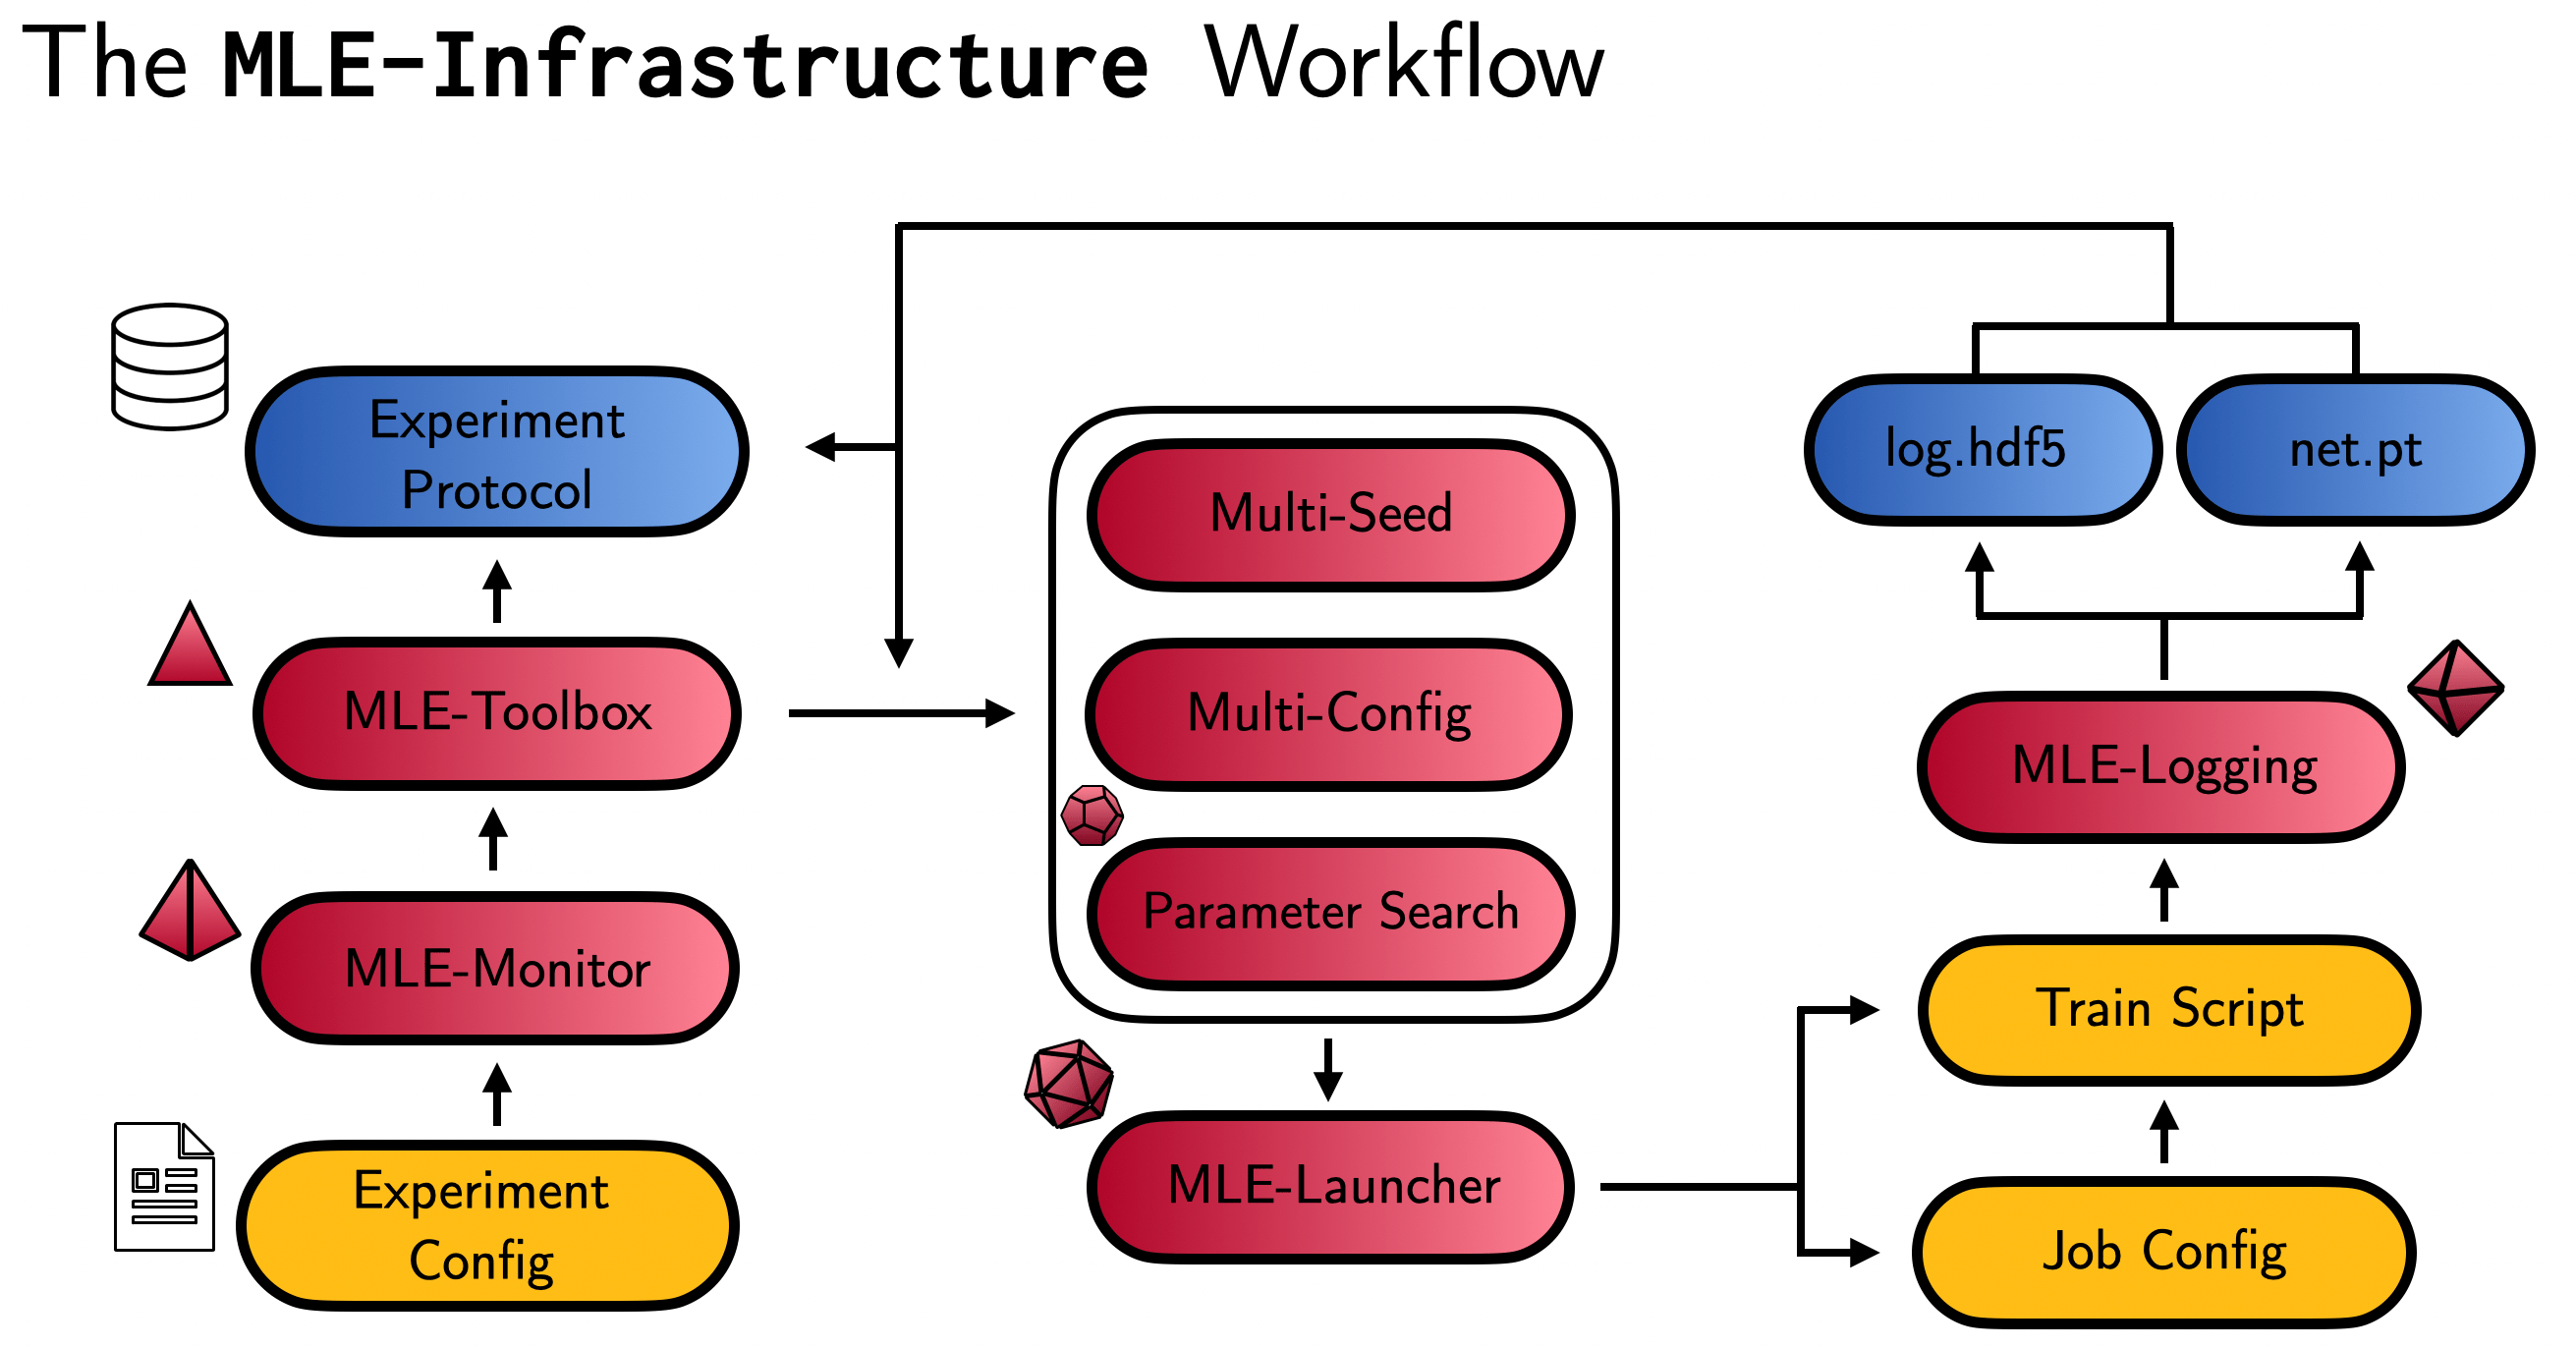 The MLE-Infrastructure Workflow
Experiment
Protocol
MLE-Toolbox
MLE-Monitor
Experiment
Config
Multi-Seed
Multi-Config
Parameter Search
MLE-Launcher
log.hdf5
net.pt
MLE-Logging
Train Script
Job Config